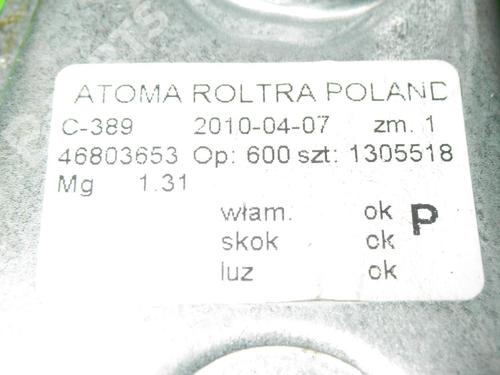 ATOMA ROLTRA POLAND
C-389 2010-04-07 zm. 1
46803653 Op: 600 szt: 1305518
Mg 1.31
włam. ok P
skok ok
luz ok